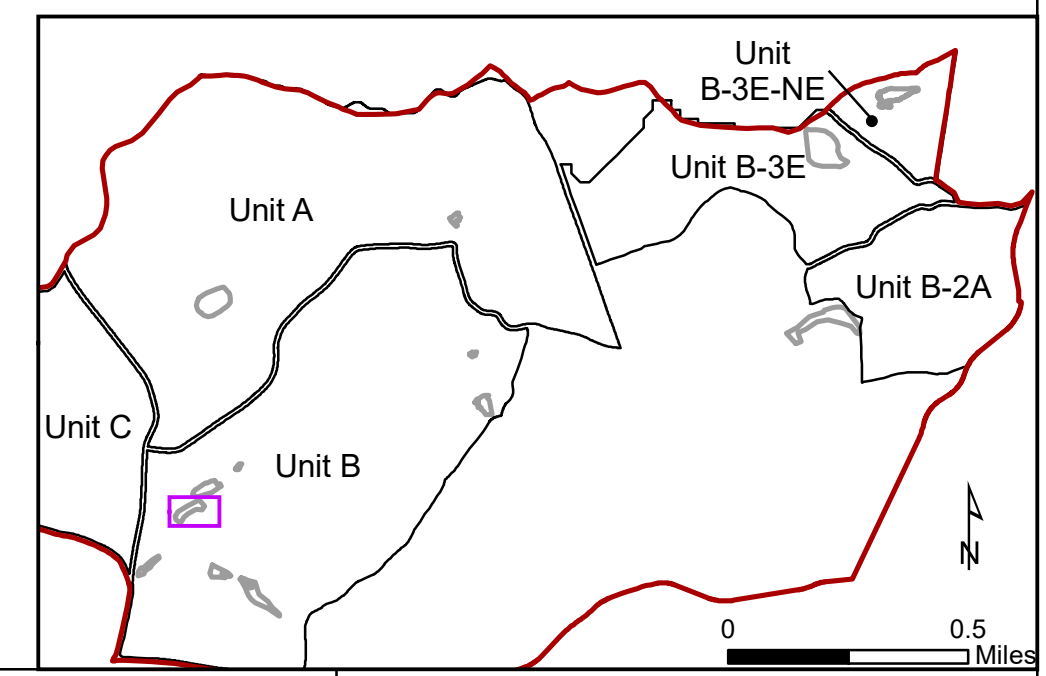 Unit
B-3E-NE
Unit B-3E
Unit A
Unit B-2A
Unit C
Unit B
N
0 0.5
Miles